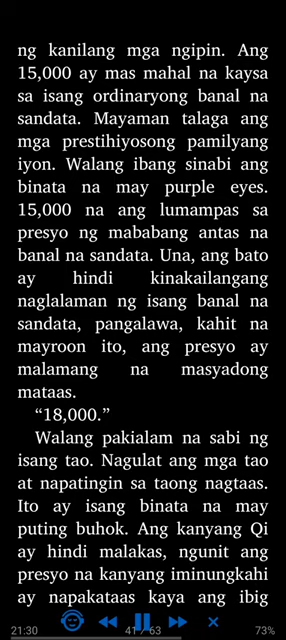 ng kanilang mga ngipin. Ang
15,000 ay mas mahal na kaysa
sa isang ordinaryong banal na
sandata. Mayaman talaga ang
mga prestihiyosong pamilyang
iyon. Walang ibang sinabi ang
binata na may purple eyes.
15,000 na ang lumampas sa
presyo ng mababang antas na
banal na sandata. Una, ang bato
ay hindi kinakailangang
naglalaman ng isang banal na
sandata, pangalawa, kahit na
mayroon ito, ang presyo ay
malamang na masyadong
mataas.
“18,000.”
Walang pakialam na sabi ng
isang tao. Nagulat ang mga tao
at napatingin sa taong nagtaas.
Ito ay isang binata na may
puting buhok. Ang kanyang Qi
ay hindi malakas, ngunit ang
presyo na kanyang iminungkahi
ay napakataas kaya ang ibig
21:30 41 / 63 73%